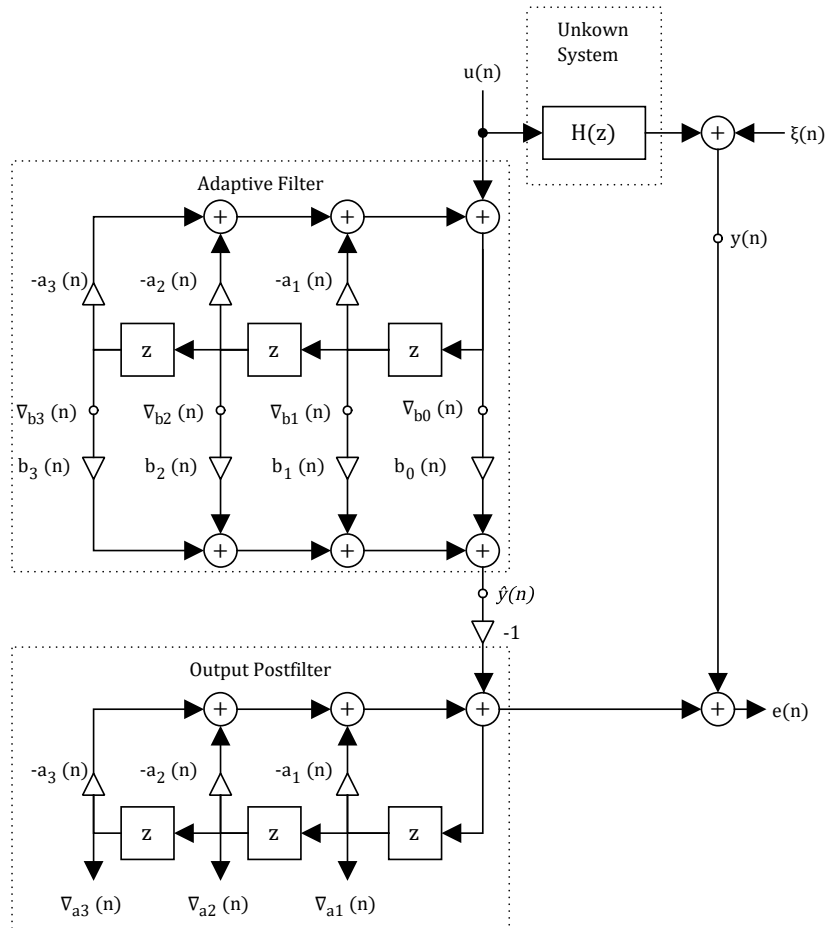 Unkown
System
u(n)
H(z)
+
ξ(n)
Adaptive Filter
+
+
+
y(n)
-a3 (n)
-a2 (n)
-a1 (n)
z
z
z
∇b3 (n)
∇b2 (n)
∇b1 (n)
∇b0 (n)
b3 (n)
b2 (n)
b1 (n)
b0 (n)
+
+
+
ŷ(n)
-1
Output Postfilter
+
+
+
+
e(n)
-a3 (n)
-a2 (n)
-a1 (n)
z
z
z
∇a3 (n)
∇a2 (n)
∇a1 (n)